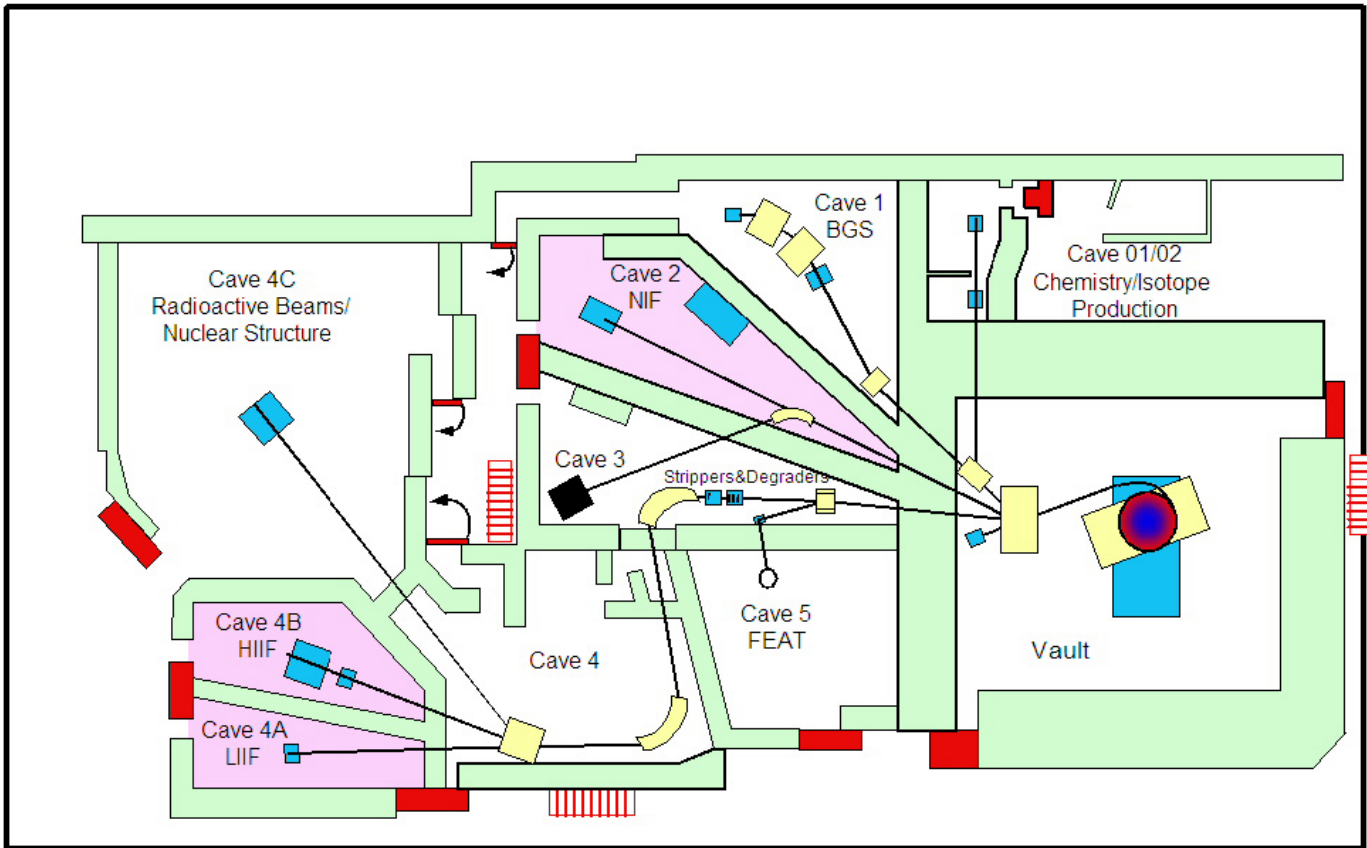 Cave 1
BGS
Cave 01/02
Chemistry/Isotope
Production
Cave 2
NIF
Cave 4C
Radioactive Beams/
Nuclear Structure
Cave 3
Strippers&Degraders
Cave 5
FEAT
Vault
Cave 4
Cave 4B
HIIF
Cave 4A
LIIF